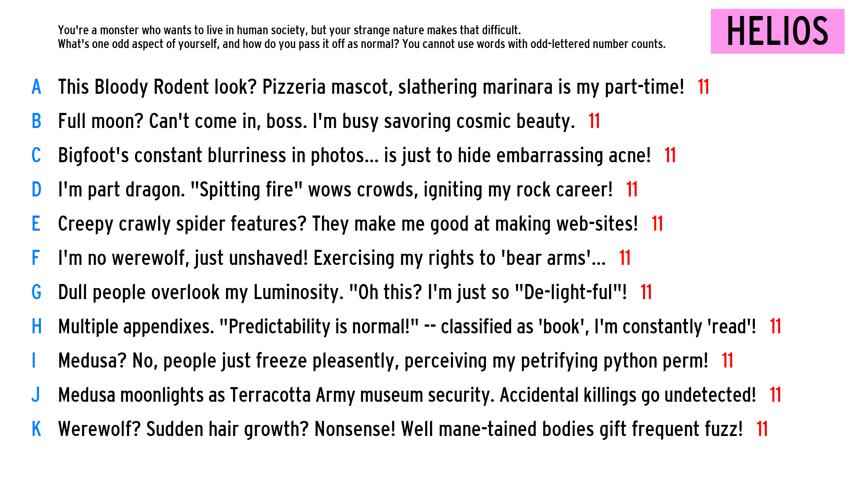 You're a monster who wants to live in human society, but your strange nature makes that difficult.
What's one odd aspect of yourself, and how do you pass it off as normal? You cannot use words with odd-lettered number counts.
HELIOS
A This Bloody Rodent look? Pizzeria mascot, slathering marinara is my part-time! 11
B Full moon? Can't come in, boss. I'm busy savoring cosmic beauty. 11
C Bigfoot's constant blurriness in photos... is just to hide embarrassing acne! 11
D I'm part dragon. "Spitting fire" wows crowds, igniting my rock career! 11
E Creepy crawly spider features? They make me good at making web-sites! 11
F I'm no werewolf, just unshaved! Exercising my rights to 'bear arms'... 11
G Dull people overlook my Luminosity. "Oh this? I'm just so "De-light-ful"! 11
H Multiple appendixes. "Predictability is normal!" -- classified as 'book', I'm constantly 'read'! 11
I Medusa? No, people just freeze pleasently, perceiving my petrifying python perm! 11
J Medusa moonlights as Terracotta Army museum security. Accidental killings go undetected! 11
K Werewolf? Sudden hair growth? Nonsense! Well mane-tained bodies gift frequent fuzz! 11